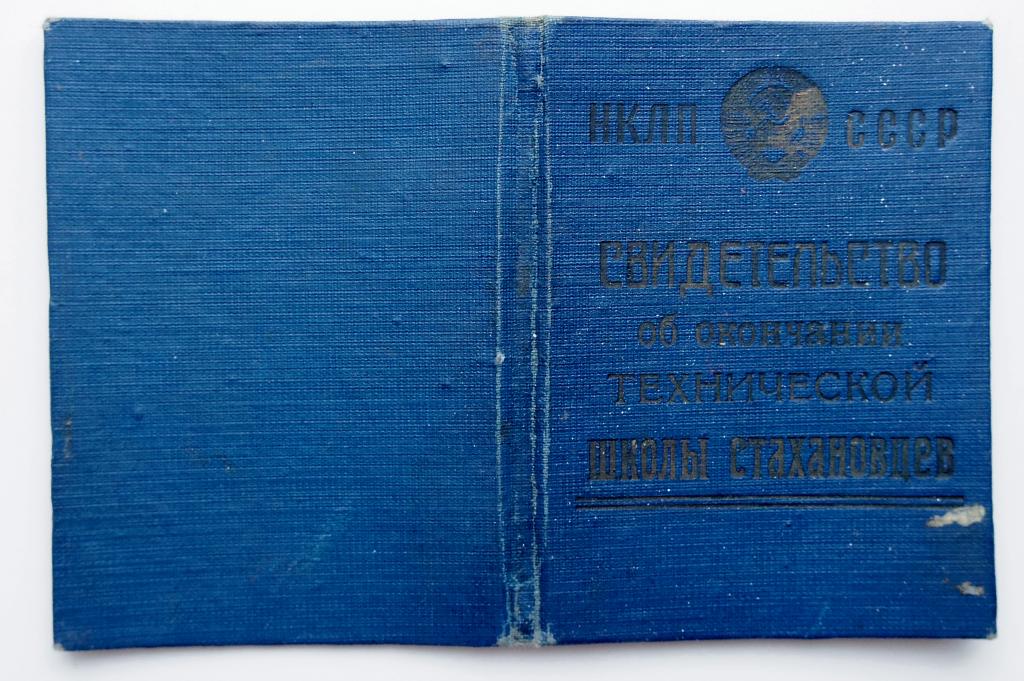 НКЛП СССР
СВИДЕТЕЛЬСТВО
об окончании
ТЕХНИЧЕСКОЙ
ШКОЛЫ СТАХАНОВЦЕВ